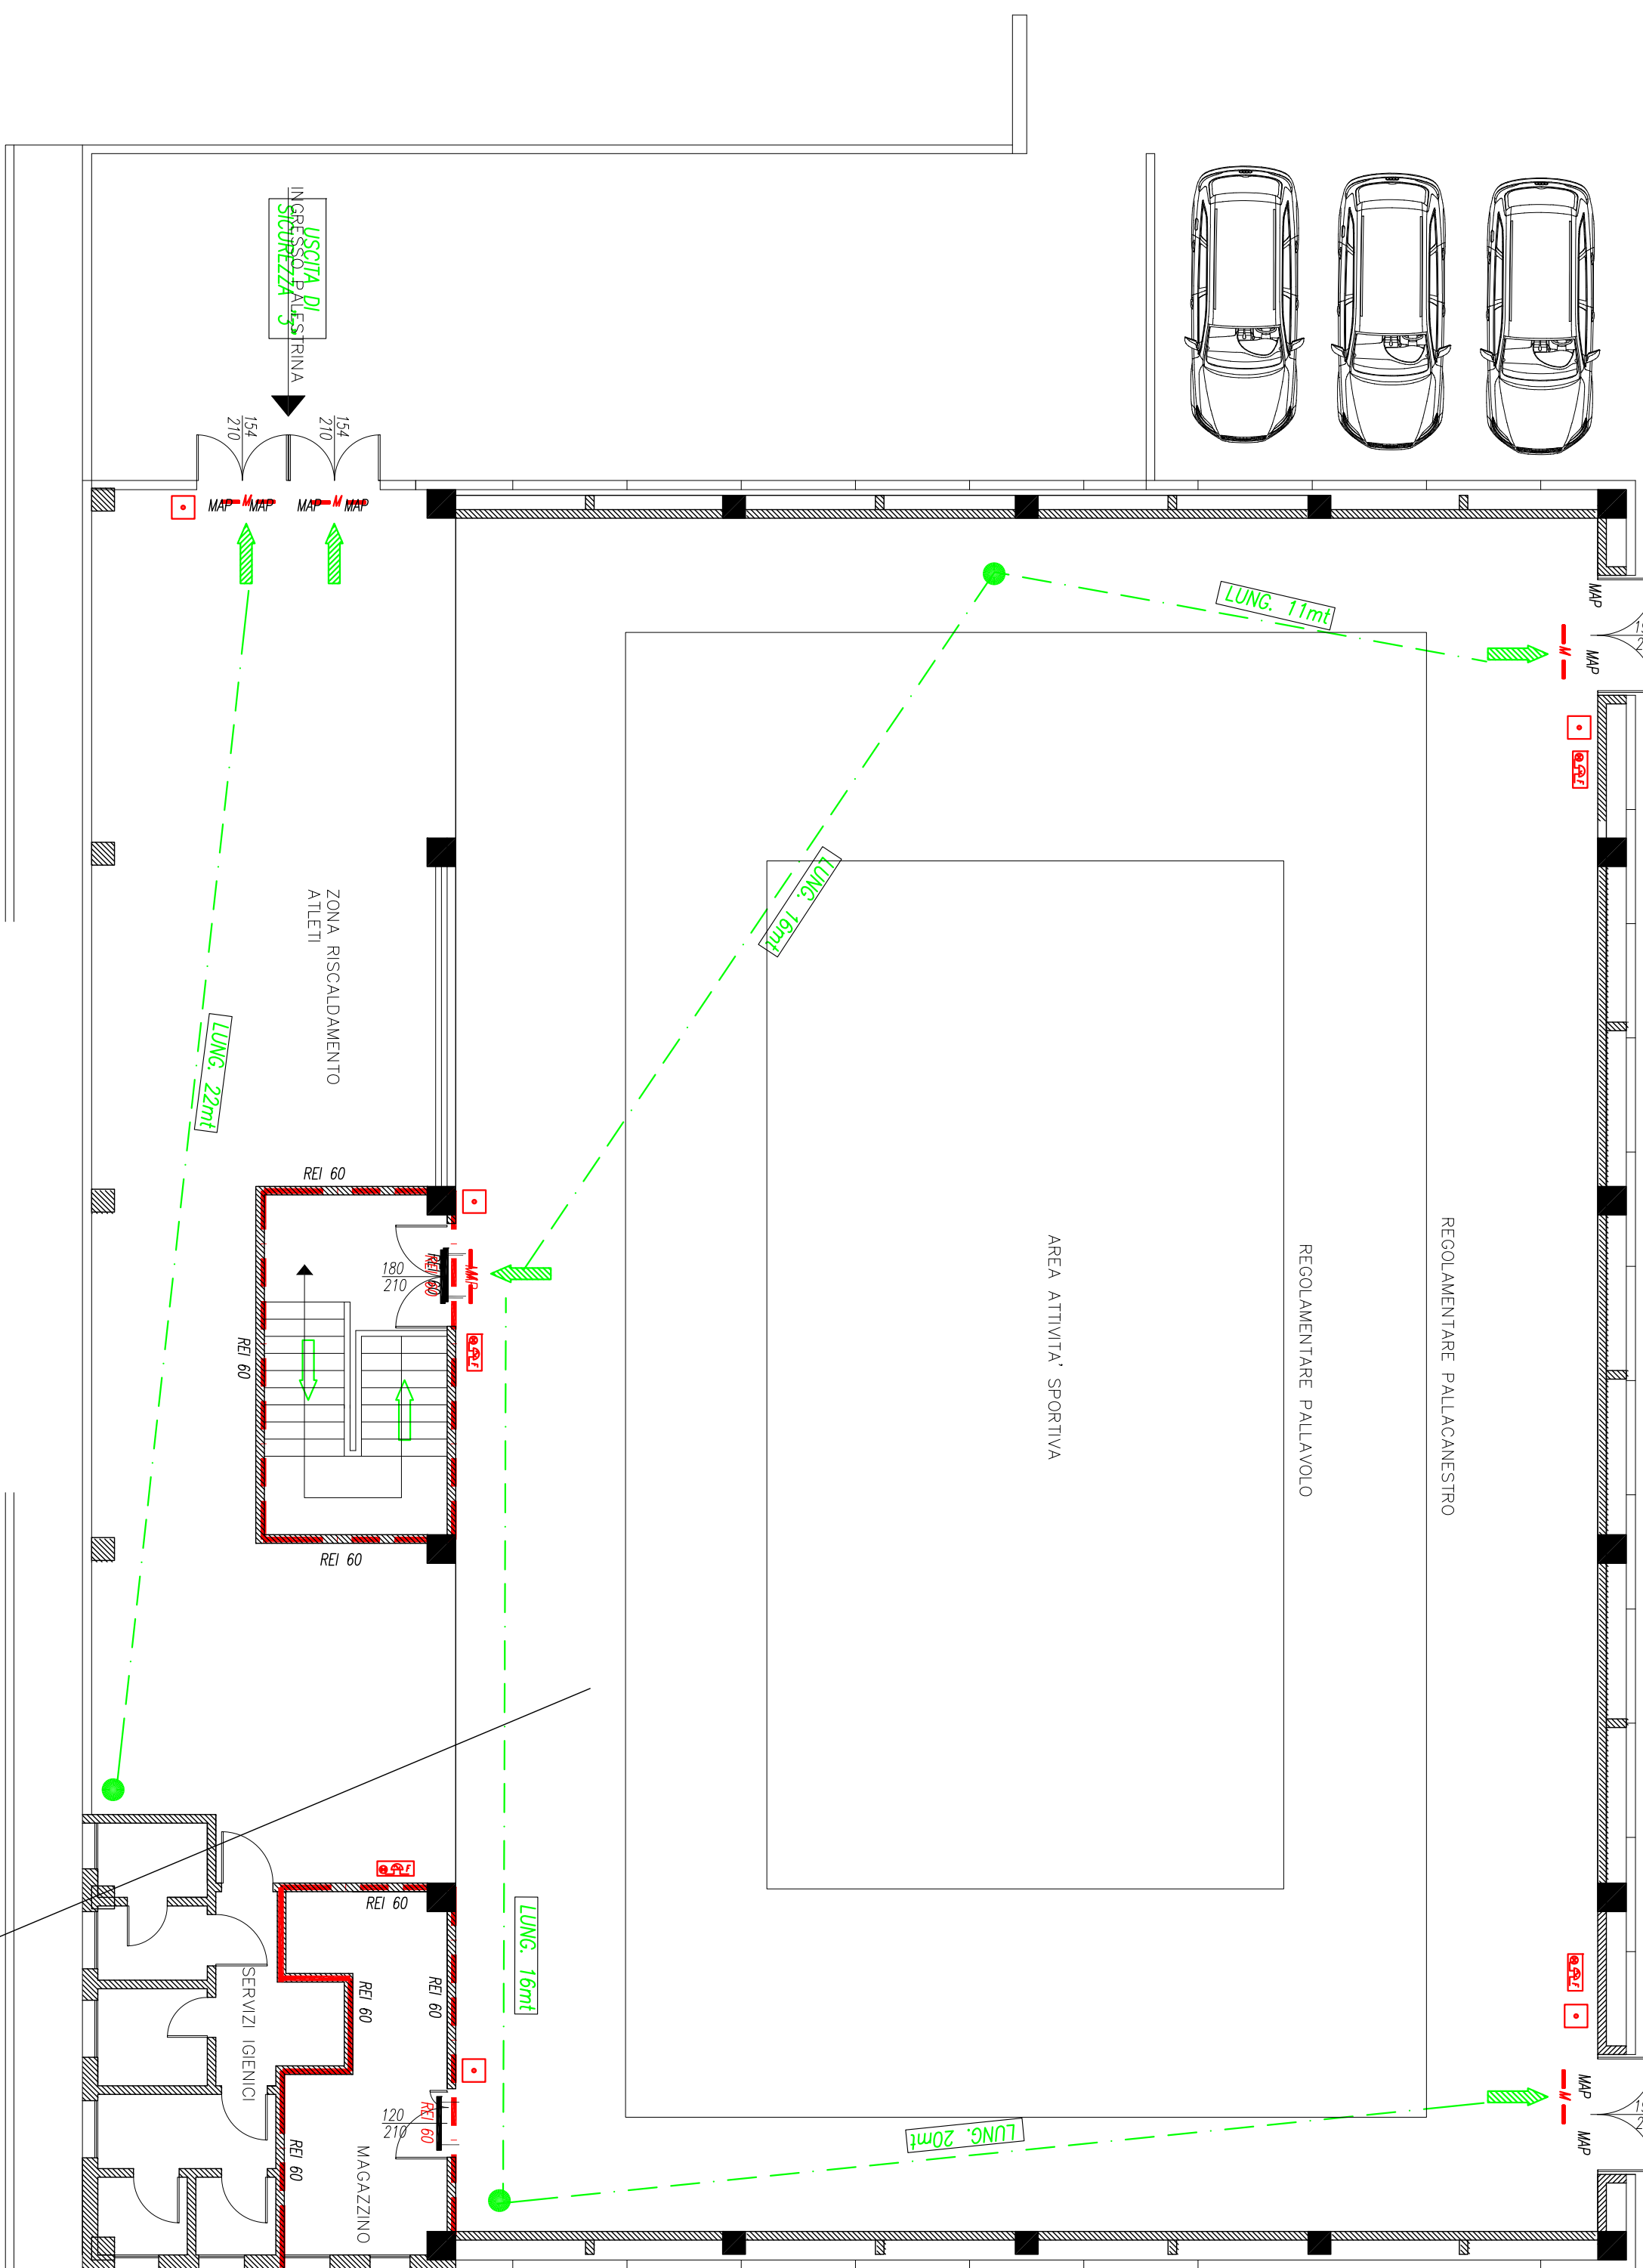 INGRESSO PALESTRINA
USCITA DI
SICUREZZA
154
210
154
210
MAP
M
MAP
MAP
M
MAP
MAP
M
MAP
LUNG. 11mt
LUNG. 16mt
ZONA RISCALDAMENTO
ATLETI
LUNG. 22mt
REI 60
REI 60
REI 60
180
210
REI 60
F
F
AREA ATTIVITA' SPORTIVA
REGOLAMENTARE PALLAVOLO
REGOLAMENTARE PALLACANESTRO
LUNG. 16mt
F
F
REI 60
REI 60
REI 60
REI 60
SERVIZI IGIENICI
MAGAZZINO
120
210
REI 60
LUNG. 20mt
MAP
M
MAP